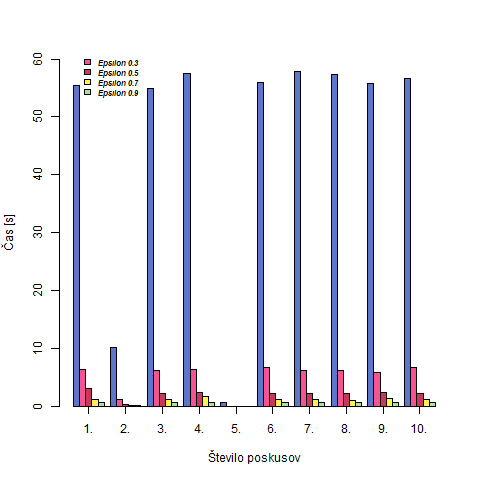 Epsilon 0.3
Epsilon 0.5
Epsilon 0.7
Epsilon 0.9
Čas [s]
60
50
40
30
20
10
0
1. 2. 3. 4. 5. 6. 7. 8. 9. 10.
Število poskusov